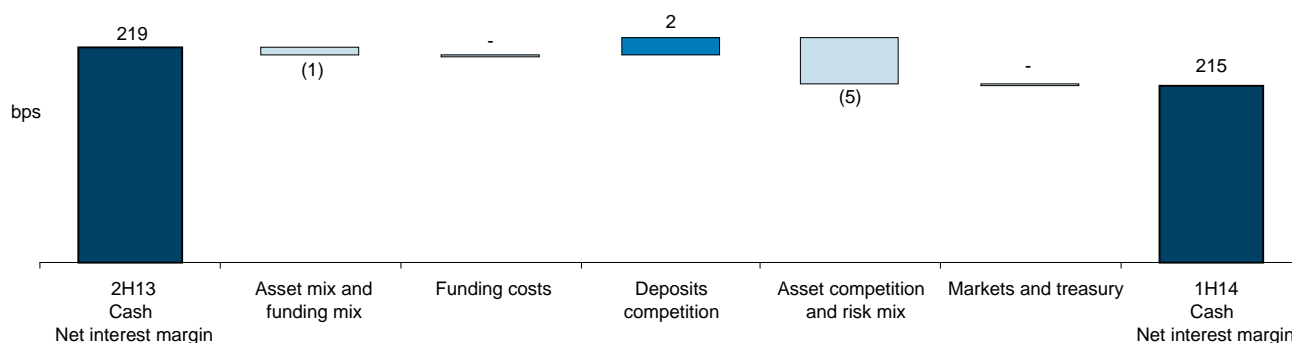 219
(1)
-
2
(5)
-
215
bps
2H13
Cash
Net interest margin
Asset mix and
funding mix
Funding costs
Deposits
competition
Asset competition
and risk mix
Markets and treasury
1H14
Cash
Net interest margin